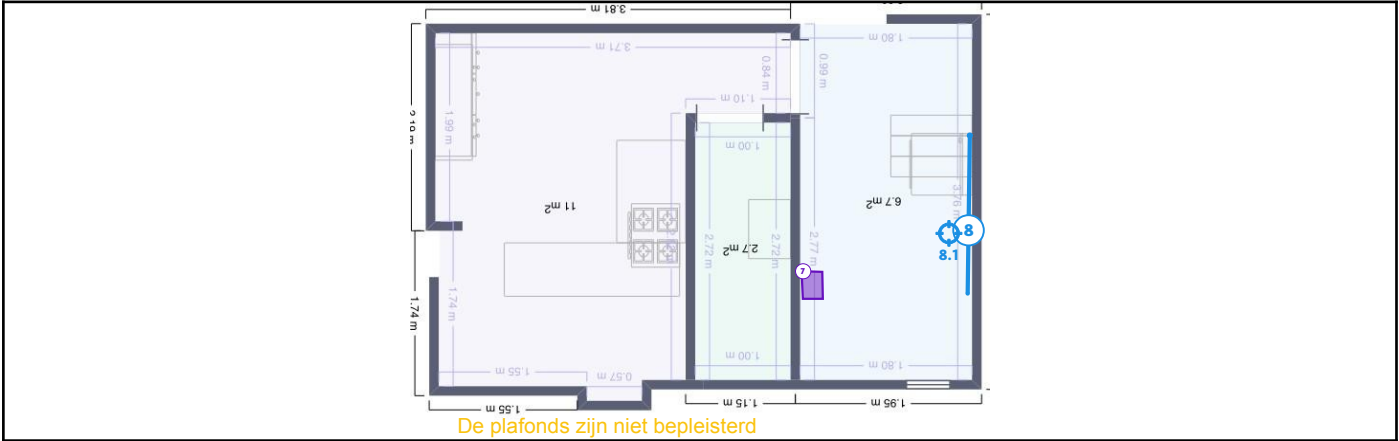 3.81 m
3.71 m
1.80 m
0.84 m
0.99 m
1.10 m
1.99 m
1.00 m
3.76 m
11 m²
6.7 m²
2.7 m²
2.72 m
2.72 m
2.77 m
8
8.1
7
1.74 m
1.74 m
1.55 m
0.57 m
1.00 m
1.80 m
1.55 m
1.15 m
1.95 m
De plafonds zijn niet bepleisterd